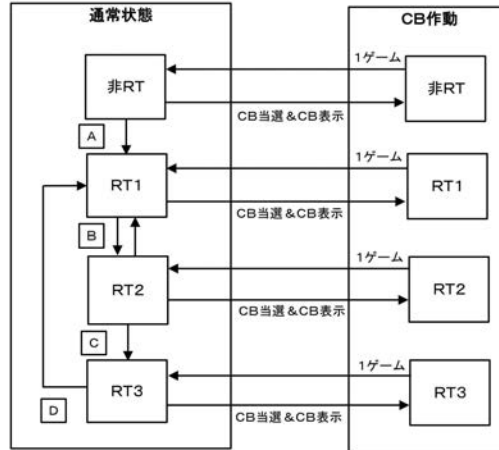 通常状態
CB作動
1ゲーム
非RT
非RT
CB当選&CB表示
A
1ゲーム
RT1
RT1
CB当選&CB表示
B
1ゲーム
RT2
RT2
CB当選&CB表示
C
1ゲーム
RT3
RT3
D
CB当選&CB表示